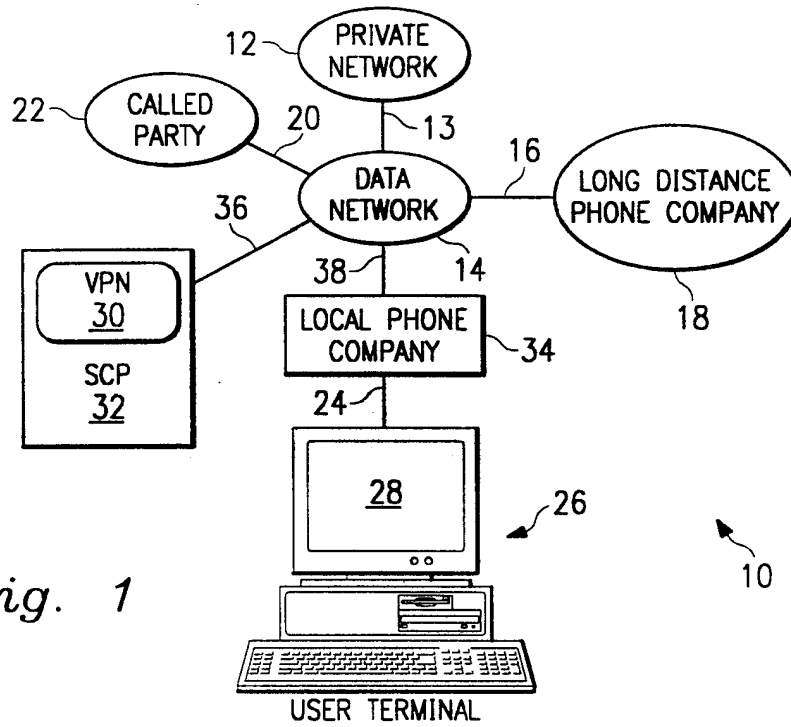 12
PRIVATE
NETWORK
22
CALLED
PARTY
20
13
16
LONG DISTANCE
PHONE COMPANY
18
DATA
NETWORK
14
36
38
VPN
30
SCP
32
LOCAL PHONE
COMPANY
34
24
28
26
10
ig. 1
USER TERMINAL